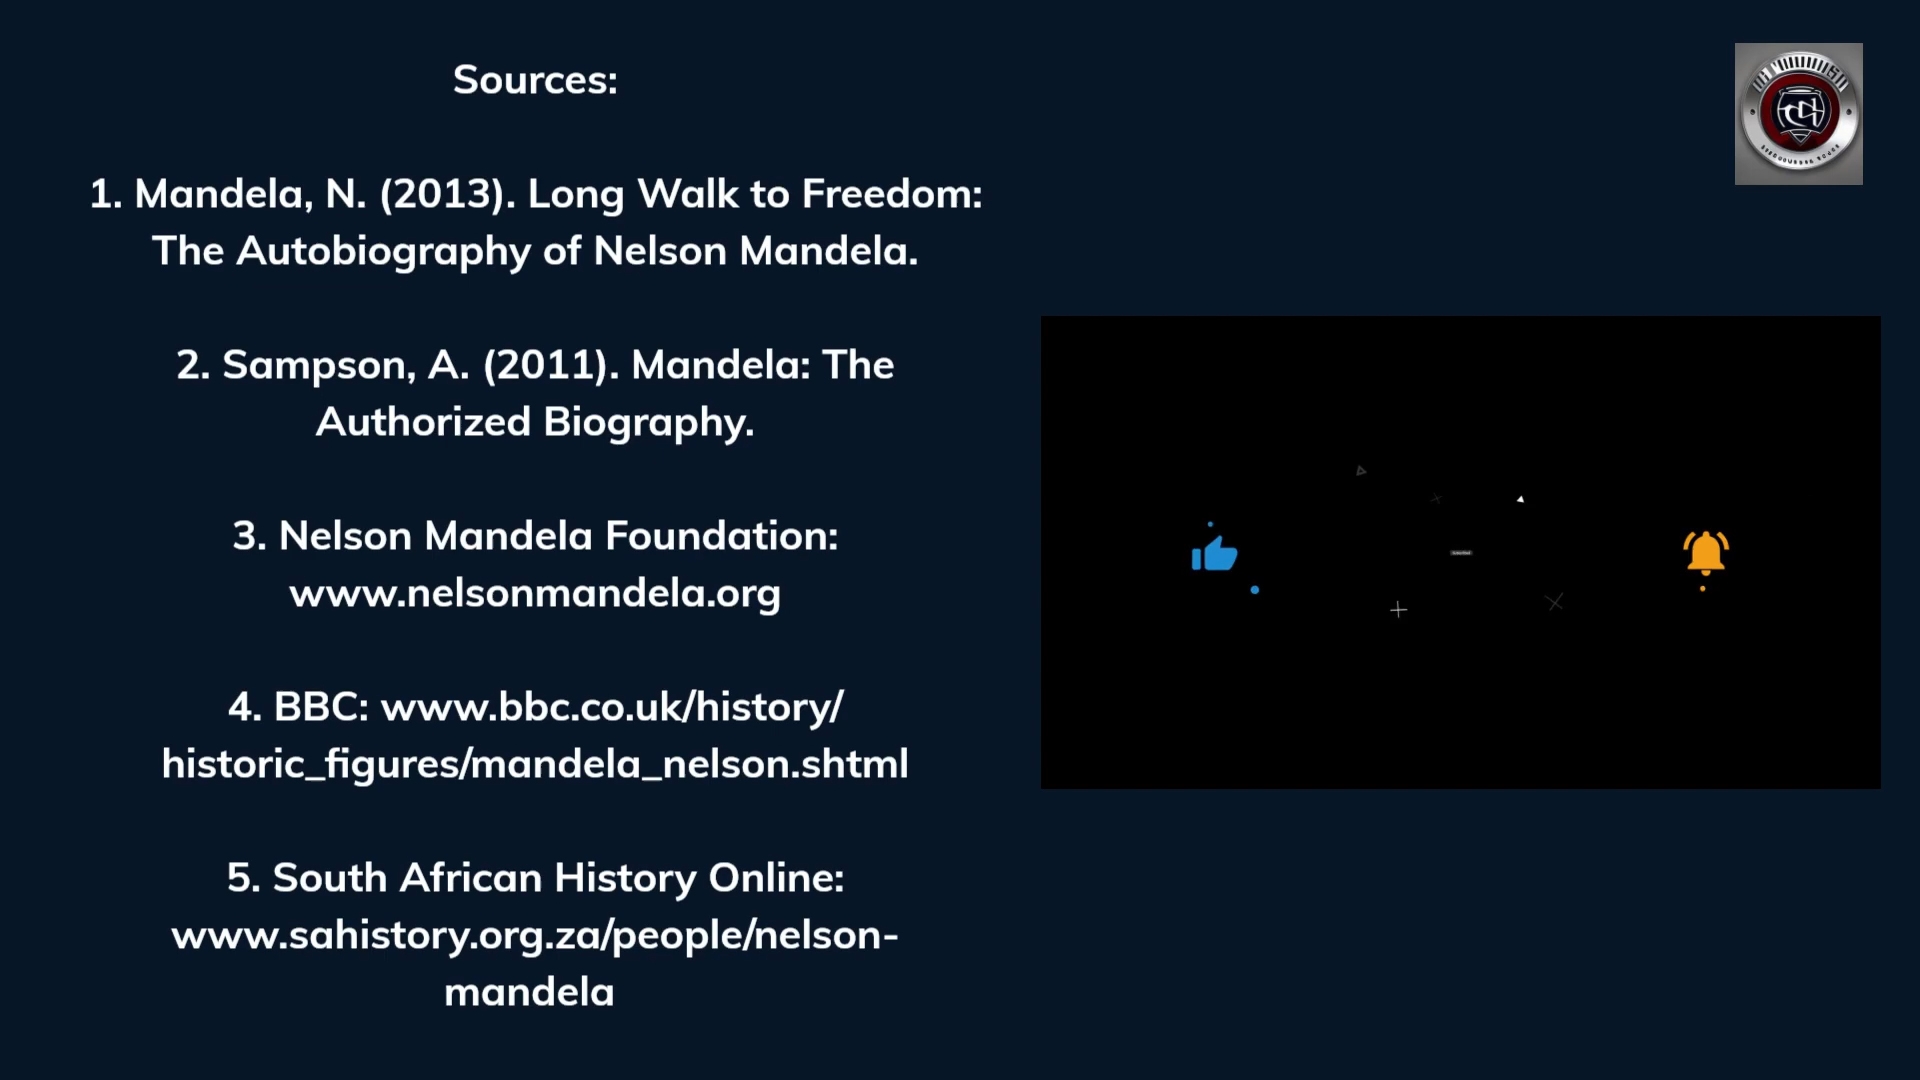 Sources:
1. Mandela, N. (2013). Long Walk to Freedom:
The Autobiography of Nelson Mandela.
2. Sampson, A. (2011). Mandela: The
Authorized Biography.
3. Nelson Mandela Foundation:
www.nelsonmandela.org
4. BBC: www.bbc.co.uk/history/
historic_figures/mandela_nelson.shtml
5. South African History Online:
www.sahistory.org.za/people/nelson-
mandela